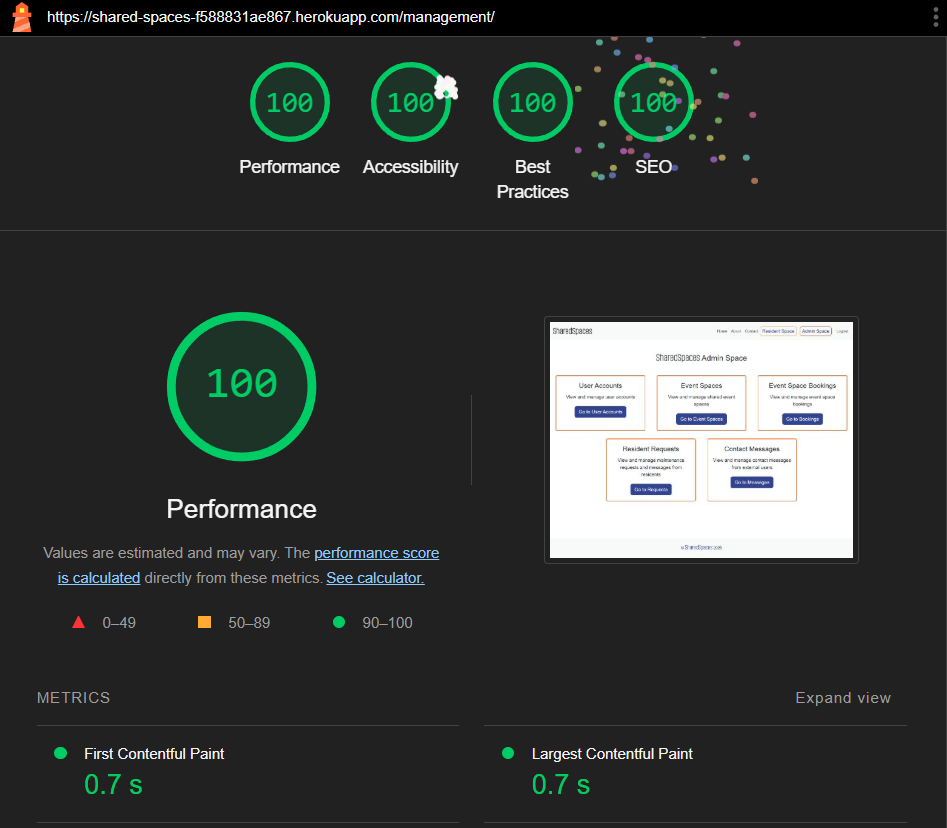 https://shared-spaces-f588831ae867.herokuapp.com/management/
100
100
100
100
Performance
Accessibility
Best
Practices
SEO
100
Performance
Values are estimated and may vary. The performance score
is calculated directly from these metrics. See calculator.
0–49
50–89
90–100
SharedSpaces
Home About Contact Resident Space Admin Space Logout
SharedSpaces Admin Space
User Accounts
View and manage user accounts
Go to User Accounts
Event Spaces
View and manage shared event
spaces
Go to Event Spaces
Event Space Bookings
View and manage event space
bookings
Go to Bookings
Resident Requests
View and manage maintenance
requests and messages from
residents
Go to Requests
Contact Messages
View and manage contact messages
from external users.
Go to Messages
METRICS
Expand view
First Contentful Paint
0.7 s
Largest Contentful Paint
0.7 s